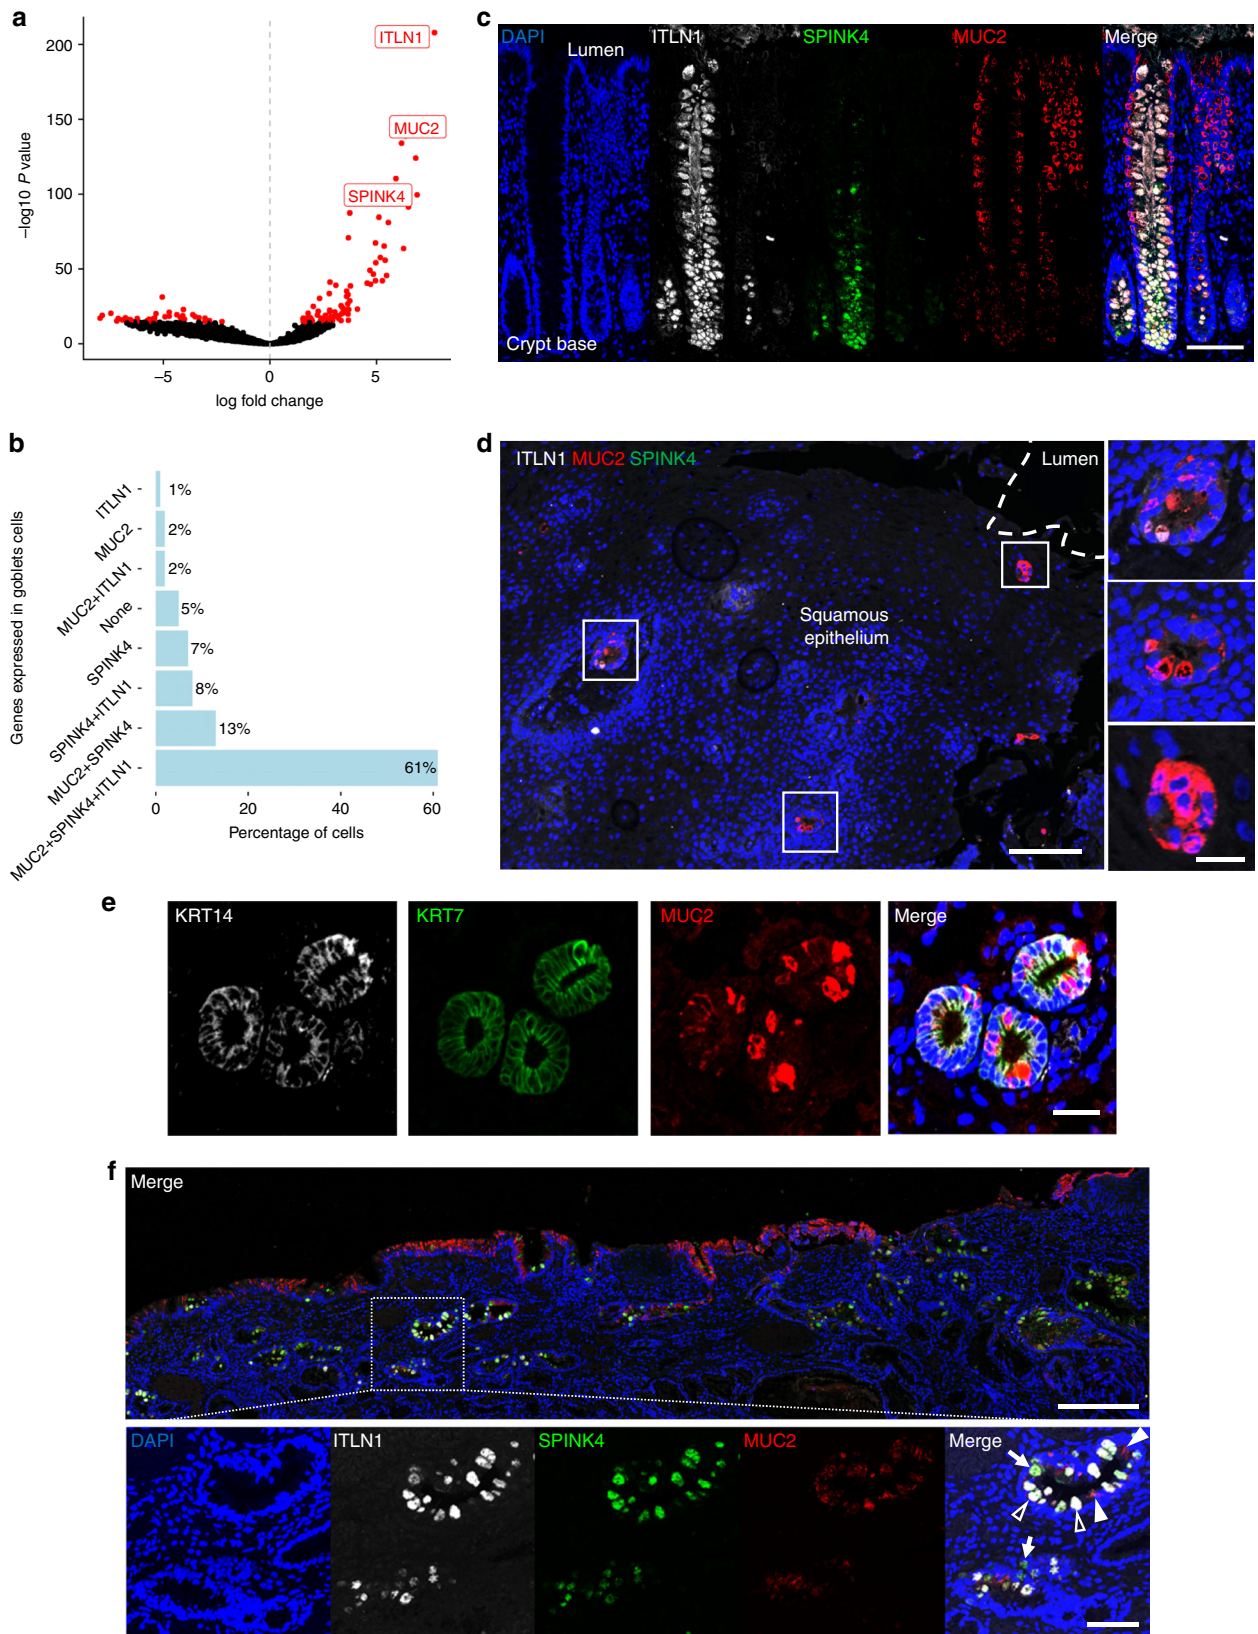 a
200
150
100
50
0
–log10 P value
ITLN1
MUC2
SPINK4
–5
0
5
log fold change
b
Genes expressed in goblets cells
ITLN1
1%
MUC2
2%
MUC2+ITLN1
2%
None
5%
SPINK4
7%
SPINK4+ITLN1
8%
MUC2+SPINK4
13%
MUC2+SPINK4+ITLN1
61%
0
20
40
60
Percentage of cells
c
DAPI
Lumen
ITLN1
SPINK4
MUC2
Merge
Crypt base
d
ITLN1 MUC2 SPINK4
Lumen
Squamous
epithelium
e
KRT14
KRT7
MUC2
Merge
f
Merge
DAPI
ITLN1
SPINK4
MUC2
Merge